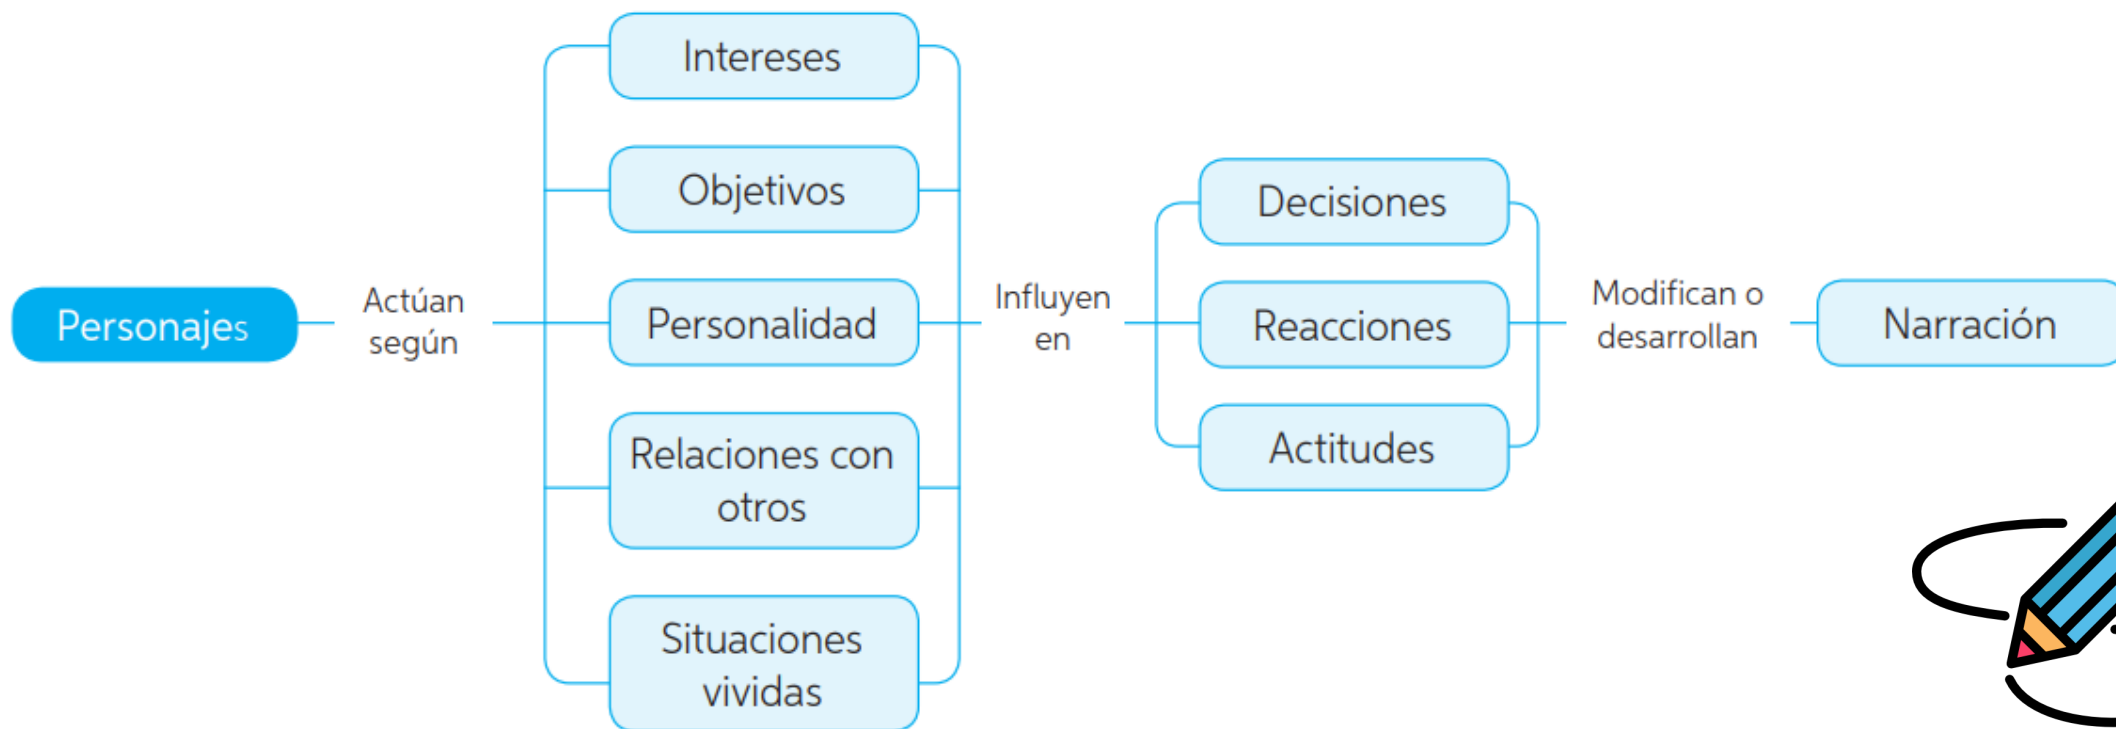 Personajes
Actúan
según
Intereses
Objetivos
Personalidad
Relaciones con
otros
Situaciones
vividas
Influyen
en
Decisiones
Reacciones
Actitudes
Modifican o
desarrollan
Narración